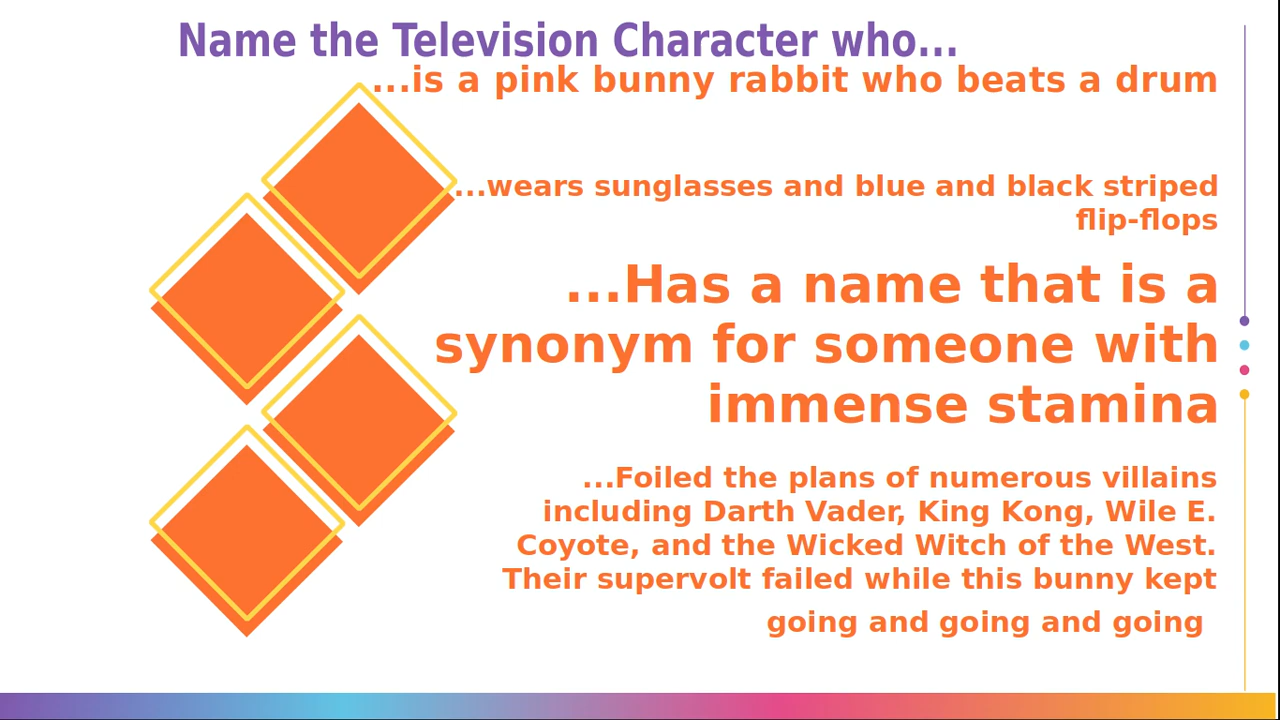 Name the Television Character who...
...is a pink bunny rabbit who beats a drum
...wears sunglasses and blue and black striped
flip-flops
...Has a name that is a
synonym for someone with
immense stamina
...Foiled the plans of numerous villains
including Darth Vader, King Kong, Wile E.
Coyote, and the Wicked Witch of the West.
Their supervolt failed while this bunny kept
going and going and going